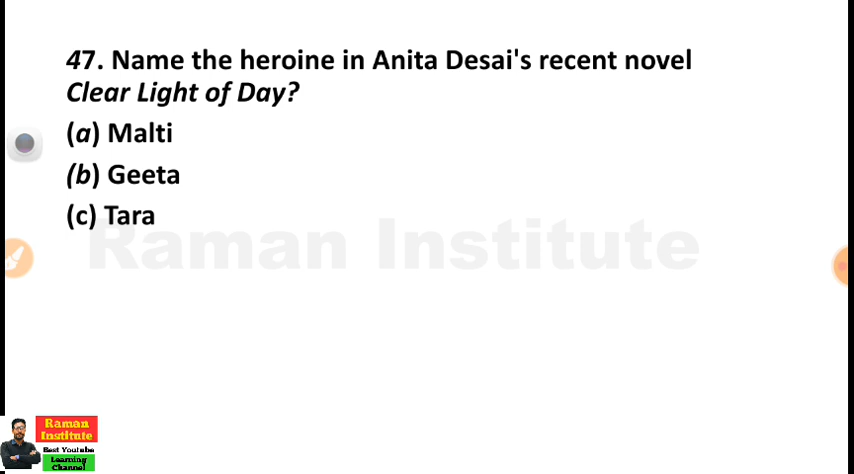 47. Name the heroine in Anita Desai's recent novel
Clear Light of Day?
(a) Malti
(b) Geeta
(c) Tara
Raman Institute
Raman
Institute
Best Youtube
Learning
Channel